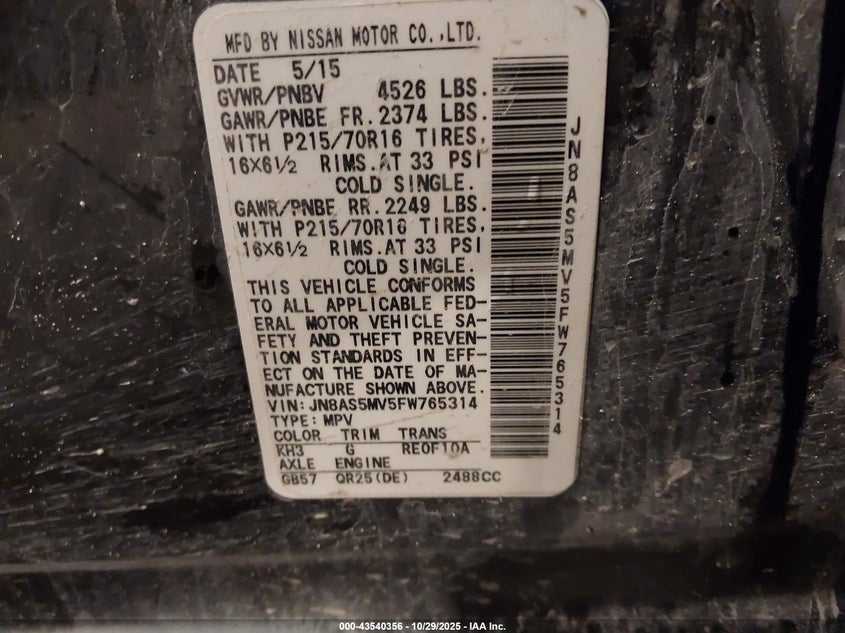 MFD BY NISSAN MOTOR CO.,LTD.
DATE 5/15
GVWR/PNBV 4526 LBS.
GAWR/PNBE FR.2374 LBS.
WITH P215/70R16 TIRES,
16X6½ RIMS.AT 33 PSI
COLD SINGLE.
GAWR/PNBE RR.2249 LBS.
WITH P215/70R16 TIRES,
16X6½ RIMS.AT 33 PSI
COLD SINGLE.
THIS VEHICLE CONFORMS
TO ALL APPLICABLE FED-
ERAL MOTOR VEHICLE SA-
FETY AND THEFT PREVEN-
TION STANDARDS IN EFF-
ECT ON THE DATE OF MA-
NUFACTURE SHOWN ABOVE.
VIN:JN8AS5MV5FW765314
TYPE:MPV
COLOR TRIM TRANS
KH3 G RE0F10A
AXLE ENGINE
GB57 QR25(DE) 2488CC
JN8AS5MV5FW765314
000-43540356 - 10/29/2025 - IAA Inc.